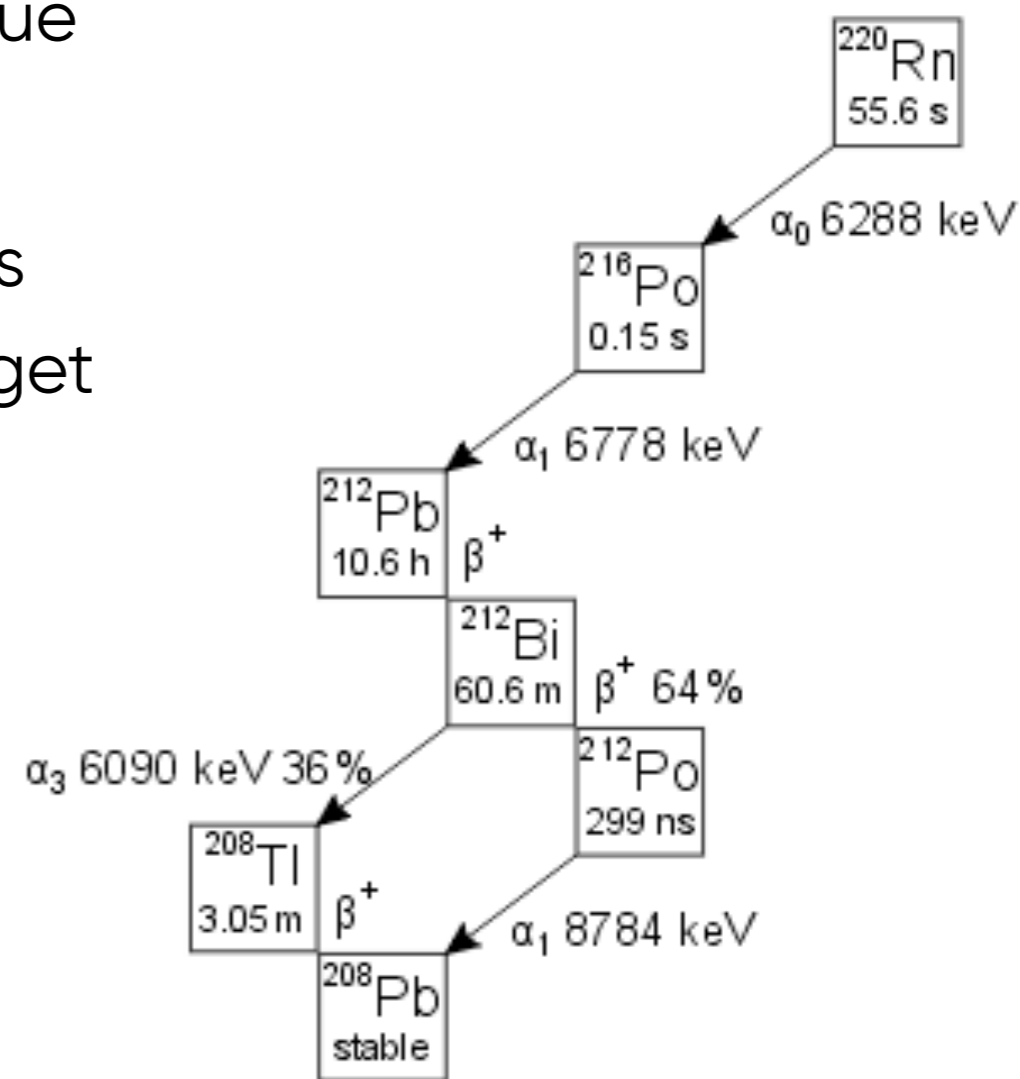 ue
²²⁰Rn
55.6 s
α₀ 6288 keV
s
²¹⁶Po
0.15 s
get
α₁ 6778 keV
²¹²Pb
10.6 h
β⁺
²¹²Bi
60.6 m
β⁺ 64%
α₃ 6090 keV 36%
²¹²Po
299 ns
²⁰⁸Tl
3.05 m
β⁺
α₁ 8784 keV
²⁰⁸Pb
stable